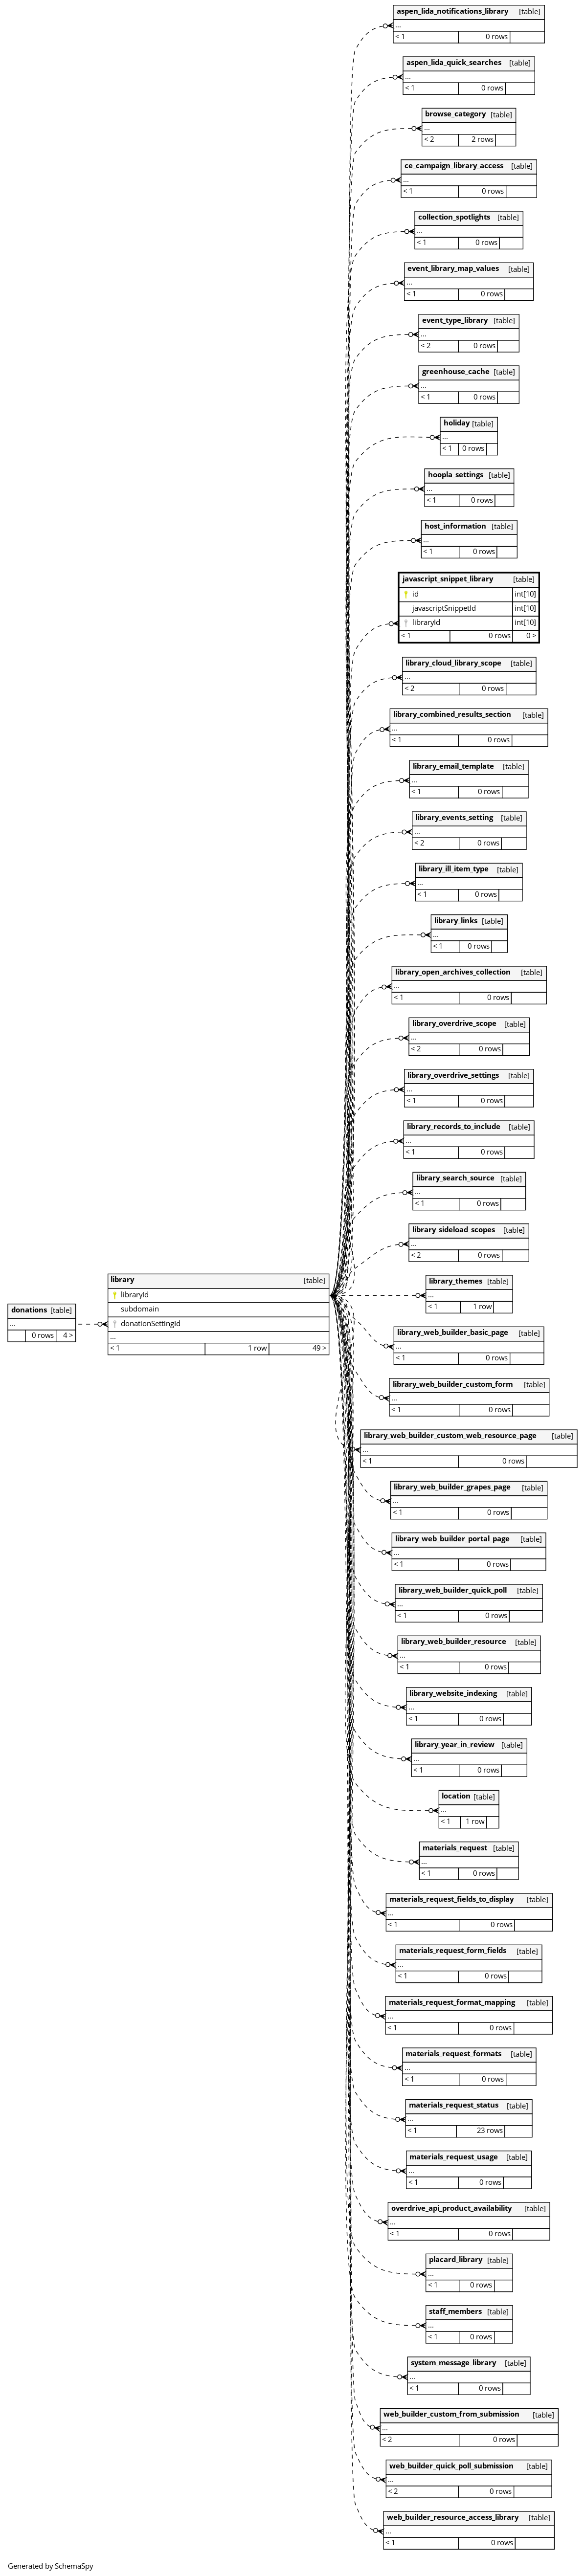 aspen_lida_notifications_library [table]
...
< 1 0 rows
aspen_lida_quick_searches [table]
...
< 1 0 rows
browse_category [table]
...
< 2 2 rows
ce_campaign_library_access [table]
...
< 1 0 rows
collection_spotlights [table]
...
< 1 0 rows
event_library_map_values [table]
...
< 1 0 rows
event_type_library [table]
...
< 2 0 rows
greenhouse_cache [table]
...
< 1 0 rows
holiday [table]
...
< 1 0 rows
hoopla_settings [table]
...
< 1 0 rows
host_information [table]
...
< 1 0 rows
javascript_snippet_library [table]
id int[10]
javascriptSnippetId int[10]
libraryId int[10]
< 1 0 rows 0 >
library_cloud_library_scope [table]
...
< 2 0 rows
library_combined_results_section [table]
...
< 1 0 rows
library_email_template [table]
...
< 1 0 rows
library_events_setting [table]
...
< 2 0 rows
library_ill_item_type [table]
...
< 1 0 rows
library_links [table]
...
< 1 0 rows
library_open_archives_collection [table]
...
< 1 0 rows
library_overdrive_scope [table]
...
< 2 0 rows
library_overdrive_settings [table]
...
< 1 0 rows
library_records_to_include [table]
...
< 1 0 rows
library_search_source [table]
...
< 1 0 rows
library_sideload_scopes [table]
...
< 2 0 rows
library_themes [table]
...
< 1 1 row
donations [table]
...
0 rows 4 >
library [table]
libraryId
subdomain
donationSettingId
...
< 1 1 row 49 >
library_web_builder_basic_page [table]
...
< 1 0 rows
library_web_builder_custom_form [table]
...
< 1 0 rows
library_web_builder_custom_web_resource_page [table]
...
< 1 0 rows
library_web_builder_grapes_page [table]
...
< 1 0 rows
library_web_builder_portal_page [table]
...
< 1 0 rows
library_web_builder_quick_poll [table]
...
< 1 0 rows
library_web_builder_resource [table]
...
< 1 0 rows
library_website_indexing [table]
...
< 1 0 rows
library_year_in_review [table]
...
< 1 0 rows
location [table]
...
< 1 1 row
materials_request [table]
...
< 1 0 rows
materials_request_fields_to_display [table]
...
< 1 0 rows
materials_request_form_fields [table]
...
< 1 0 rows
materials_request_format_mapping [table]
...
< 1 0 rows
materials_request_formats [table]
...
< 1 0 rows
materials_request_status [table]
...
< 1 23 rows
materials_request_usage [table]
...
< 1 0 rows
overdrive_api_product_availability [table]
...
< 1 0 rows
placard_library [table]
...
< 1 0 rows
staff_members [table]
...
< 1 0 rows
system_message_library [table]
...
< 1 0 rows
web_builder_custom_from_submission [table]
...
< 2 0 rows
web_builder_quick_poll_submission [table]
...
< 2 0 rows
web_builder_resource_access_library [table]
...
< 1 0 rows
Generated by SchemaSpy